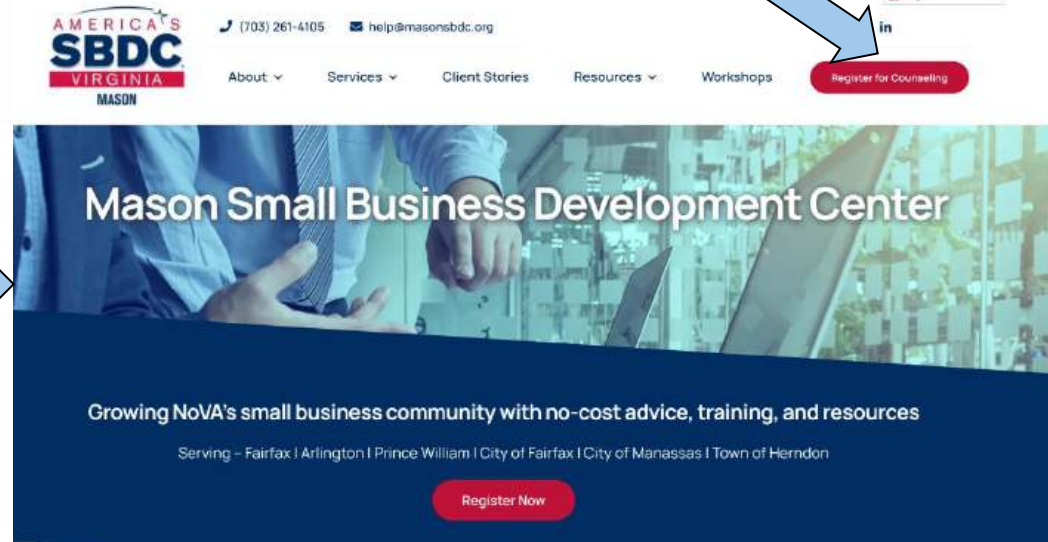 AMERICA'S
SBDC
VIRGINIA
MASON
(703) 261-4105 help@masonsbdc.org
in
About Services Client Stories Resources Workshops Register for Counseling
Mason Small Business Development Center
Growing NoVA's small business community with no-cost advice, training, and resources
Serving – Fairfax | Arlington | Prince William | City of Fairfax | City of Manassas | Town of Herndon
Register Now